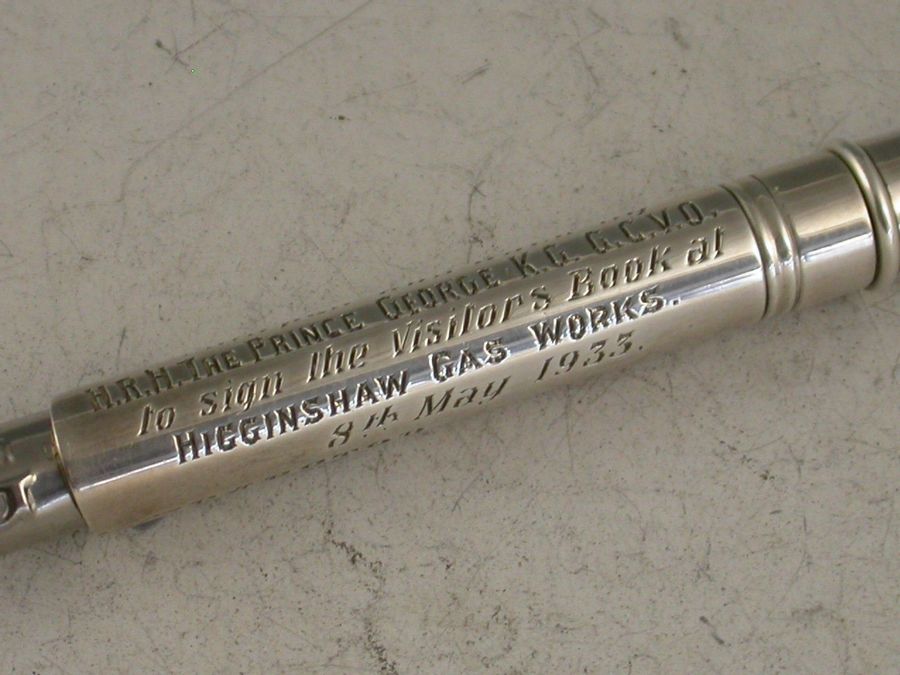 H.R.H. THE PRINCE GEORGE K.G. G.C.V.O.
to sign the Visitors Book at
HIGGINSHAW GAS WORKS.
8th May 1933.